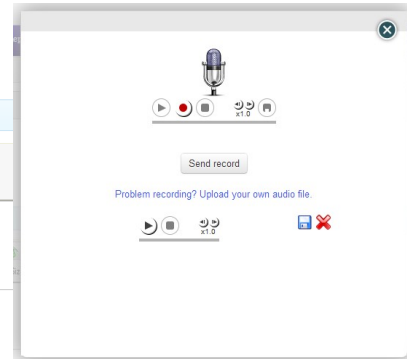 x1.0
Send record
Problem recording? Upload your own audio file.
x1.0